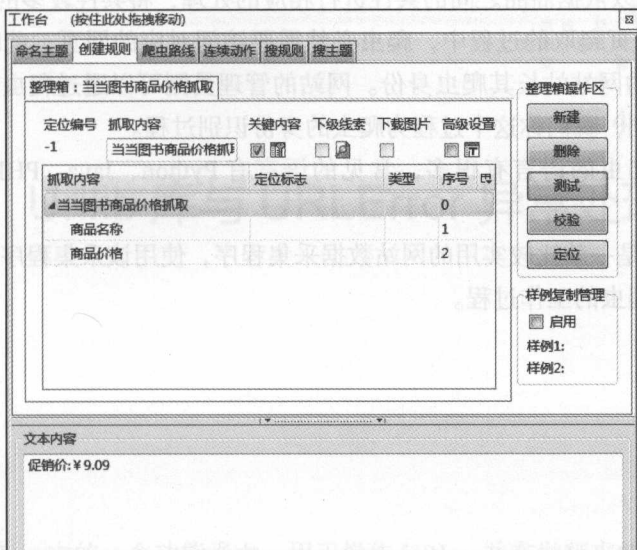 工作台 (按住此处拖拽移动)
命名主题 创建规则 爬虫路线 连续动作 搜规则 搜主题
整理箱：当当图书商品价格抓取
定位编号 抓取内容 关键内容 下级线索 下载图片 高级设置
-1 当当图书商品价格抓
抓取内容 定位标志 类型 序号
当当图书商品价格抓取 0
商品名称 1
商品价格 2
整理箱操作区
新建
删除
测试
校验
定位
样例复制管理
启用
样例1:
样例2:
文本内容
促销价:¥9.09